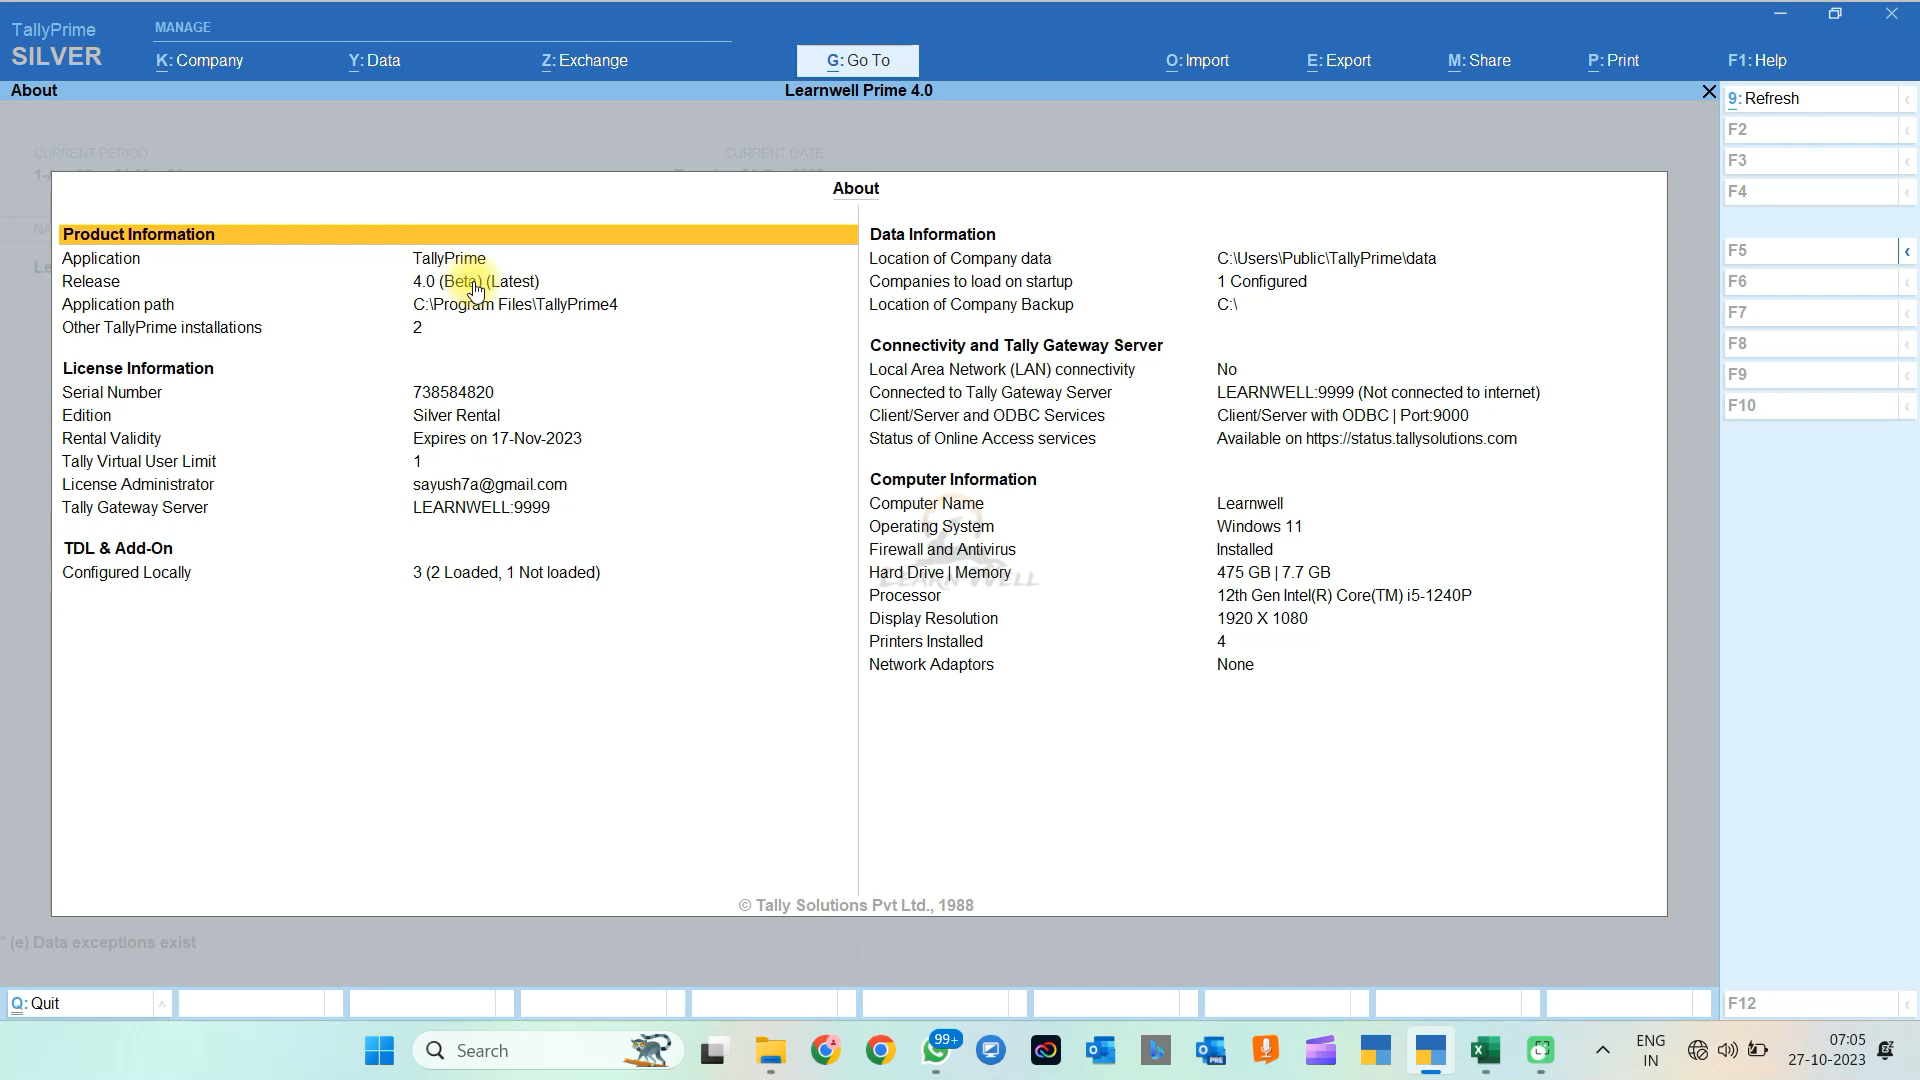 TallyPrime
SILVER
MANAGE
K: Company
Y: Data
Z: Exchange
G: Go To
O: Import
E: Export
M: Share
P: Print
F1: Help
About
Learnwell Prime 4.0
CURRENT PERIOD
CURRENT DATE
About
Product Information
Application TallyPrime
Release 4.0 (Beta) (Latest)
Application path C:\Program Files\TallyPrime4
Other TallyPrime installations 2
License Information
Serial Number 738584820
Edition Silver Rental
Rental Validity Expires on 17-Nov-2023
Tally Virtual User Limit 1
License Administrator sayush7a@gmail.com
Tally Gateway Server LEARNWELL:9999
TDL & Add-On
Configured Locally 3 (2 Loaded, 1 Not loaded)
Data Information
Location of Company data C:\Users\Public\TallyPrime\data
Companies to load on startup 1 Configured
Location of Company Backup C:\
Connectivity and Tally Gateway Server
Local Area Network (LAN) connectivity No
Connected to Tally Gateway Server LEARNWELL:9999 (Not connected to internet)
Client/Server and ODBC Services Client/Server with ODBC | Port:9000
Status of Online Access services Available on https://status.tallysolutions.com
Computer Information
Computer Name Learnwell
Operating System Windows 11
Firewall and Antivirus Installed
Hard Drive | Memory 475 GB | 7.7 GB
Processor 12th Gen Intel(R) Core(TM) i5-1240P
Display Resolution 1920 X 1080
Printers Installed 4
Network Adaptors None
LEARN WELL
© Tally Solutions Pvt Ltd., 1988
* (e) Data exceptions exist
9: Refresh
F2
F3
F4
F5
F6
F7
F8
F9
F10
F12
Q: Quit
Search
99+
PRE
ENG
IN
07:05
27-10-2023